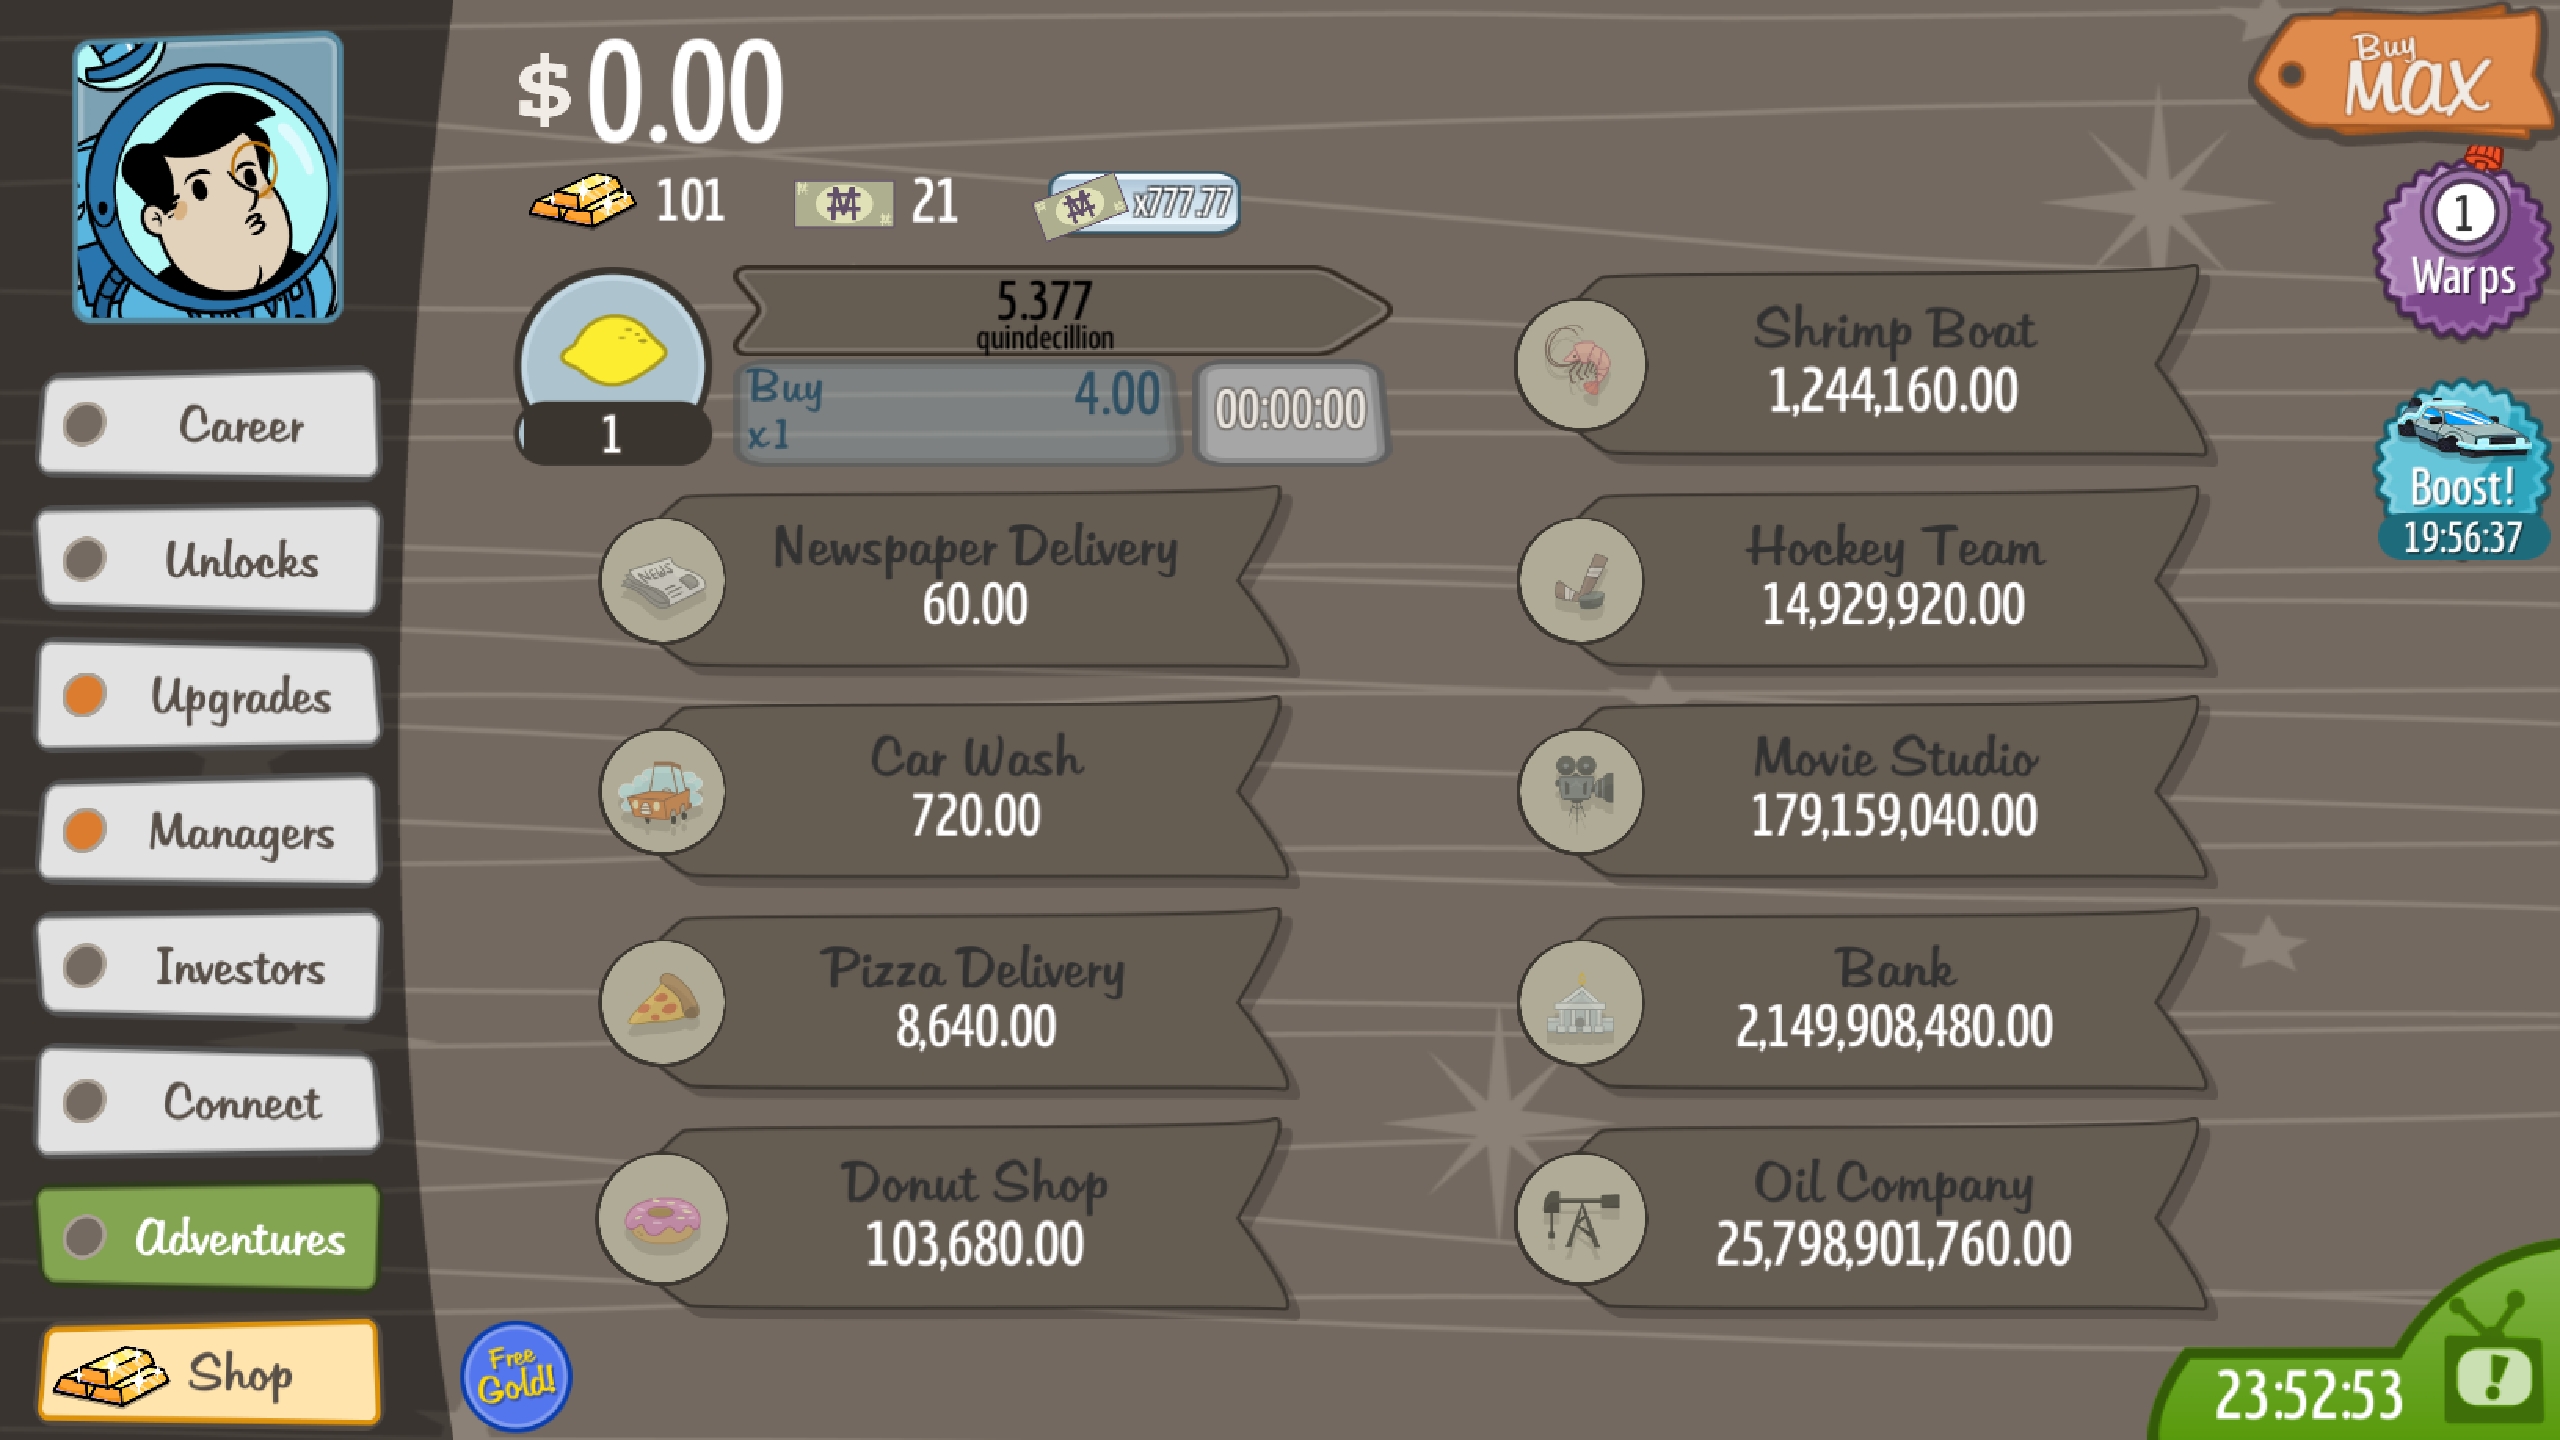 $0.00
Buy
MAX
101
21
x777.77
1
Warps
Boost!
19:56:37
Career
Unlocks
Upgrades
Managers
Investors
Connect
Adventures
Shop
5.377
quindecillion
Buy
x1
4.00
00:00:00
1
Newspaper Delivery
60.00
Car Wash
720.00
Pizza Delivery
8,640.00
Donut Shop
103,680.00
Shrimp Boat
1,244,160.00
Hockey Team
14,929,920.00
Movie Studio
179,159,040.00
Bank
2,149,908,480.00
Oil Company
25,798,901,760.00
NEWS
Free
Gold!
23:52:53
!